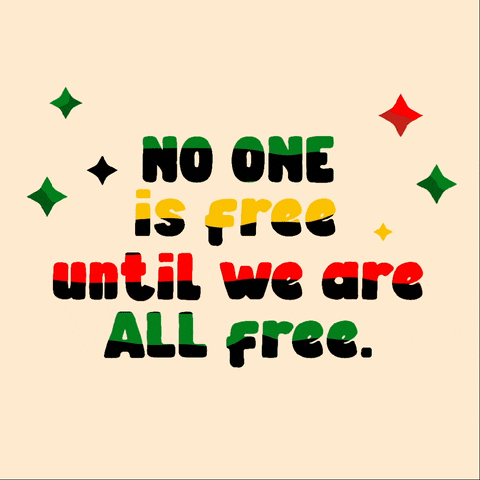 NO ONE
is free
until we are
ALL free.